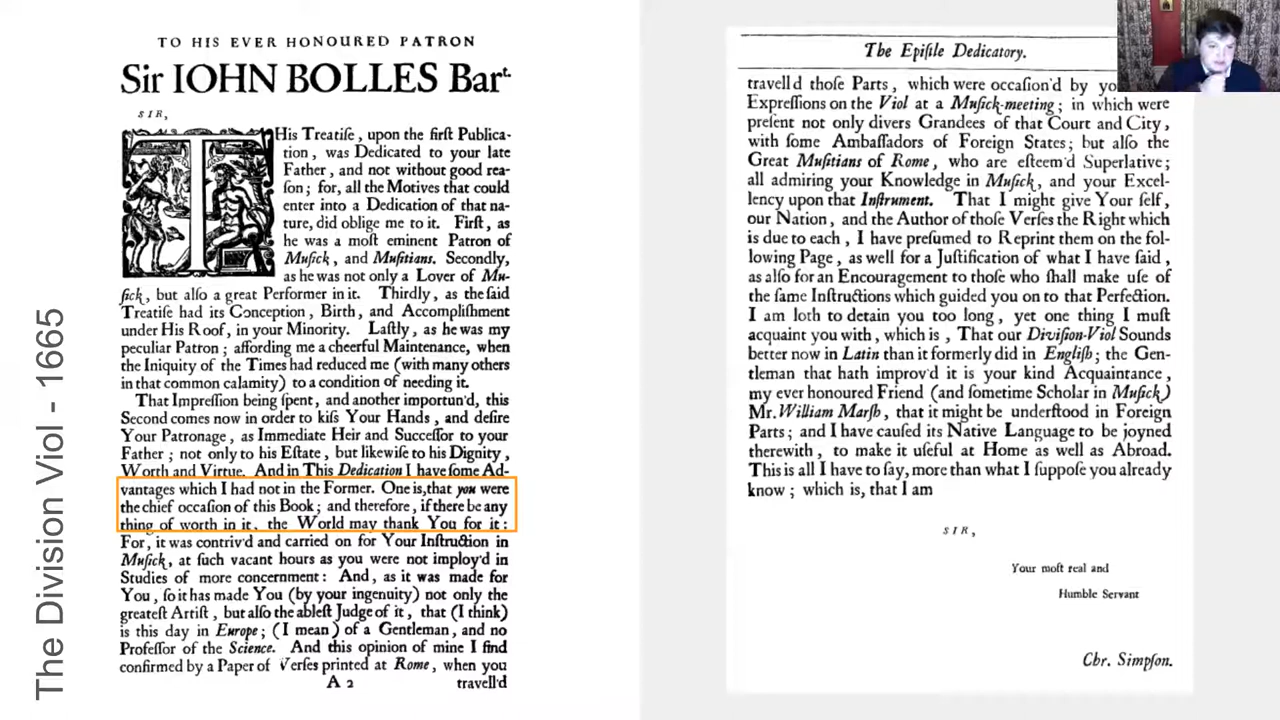 The Division Viol - 1665
TO HIS EVER HONOURED PATRON
Sir IOHN BOLLES Bart.
SIR,
THis Treatiſe, upon the firſt Publica-
tion, was Dedicated to your late
Father, and not without good rea-
ſon; for, all the Motives that could
enter into a Dedication of that na-
ture, did oblige me to it. Firſt, as
he was a moſt eminent Patron of
Muſick, and Muſitians. Secondly,
as he was not only a Lover of Mu-
ſick, but alſo a great Performer in it. Thirdly, as the ſaid
Treatiſe had its Conception, Birth, and Accompliſhment
under His Roof, in your Minority. Laſtly, as he was my
peculiar Patron; affording me a cheerful Maintenance, when
the Iniquity of the Times had reduced me (with many others
in that common calamity) to a condition of needing it.
That Impreſſion being ſpent, and another importun'd, this
Second comes now in order to kiſs Your Hands, and deſire
Your Patronage, as Immediate Heir and Succeſſor to your
Father; not only to his Eſtate, but likewiſe to his Dignity,
Worth and Virtue. And in This Dedication I have ſome Ad-
vantages which I had not in the Former. One is, that you were
the chief occaſion of this Book; and therefore, if there be any
thing of worth in it, the World may thank You for it:
For, it was contriv'd and carried on for Your Inſtruction in
Muſick, at ſuch vacant hours as you were not imploy'd in
Studies of more concernment: And, as it was made for
You, ſo it has made You (by your ingenuity) not only the
greateſt Artiſt, but alſo the ableſt Judge of it, that (I think)
is this day in Europe; (I mean) of a Gentleman, and no
Profeſſor of the Science. And this opinion of mine I find
confirmed by a Paper of Verſes printed at Rome, when you
A 2 travell'd
The Epiſtle Dedicatory.
travell'd thoſe Parts, which were occaſion'd by
Expreſſions on the Viol at a Muſick-meeting; in which were
preſent not only divers Grandees of that Court and City,
with ſome Ambaſſadors of Foreign States; but alſo the
Great Muſitians of Rome, who are eſteem'd Superlative;
all admiring your Knowledge in Muſick, and your Excel-
lency upon that Inſtrument. That I might give Your ſelf,
our Nation, and the Author of thoſe Verſes the Right which
is due to each, I have preſumed to Reprint them on the fol-
lowing Page, as well for a Juſtification of what I have ſaid,
as alſo for an Encouragement to thoſe who ſhall make uſe of
the ſame Inſtructions which guided you on to that Perfection.
I am loth to detain you too long, yet one thing I muſt
acquaint you with, which is, That our Diviſion-Viol Sounds
better now in Latin than it formerly did in Engliſh; the Gen-
tleman that hath improv'd it is your kind Acquaintance,
my ever honoured Friend (and ſometime Scholar in Muſick)
Mr. William Marſh, that it might be underſtood in Foreign
Parts; and I have cauſed its Native Language to be joyned
therewith, to make it uſeful at Home as well as Abroad.
This is all I have to ſay, more than what I ſuppoſe you already
know; which is, that I am
SIR,
Your moſt real and
Humble Servant
Chr. Simpſon.